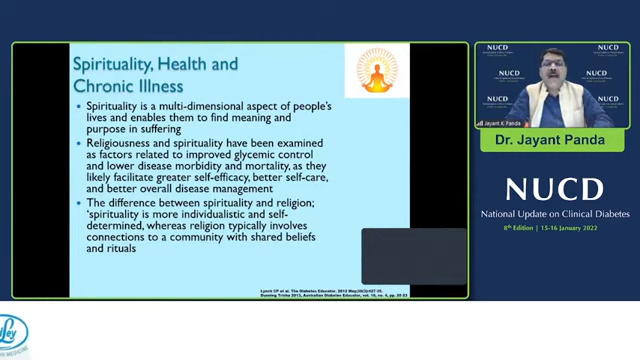 Spirituality, Health and
Chronic Illness
• Spirituality is a multi-dimensional aspect of people's
lives and enables them to find meaning and
purpose in suffering
• Religiousness and spirituality have been examined
as factors related to improved glycemic control
and lower disease morbidity and mortality, as they
likely facilitate greater self-efficacy, better self-care,
and better overall disease management
• The difference between spirituality and religion;
'spirituality is more individualistic and self-
determined, whereas religion typically involves
connections to a community with shared beliefs
and rituals
NUCD
NUCD
NUCD
NUCD
NUCD
Jayant K Panda
Dr. Jayant Panda
NUCD
National Update on Clinical Diabetes
8th Edition | 15-16 January 2022
MEDICINE